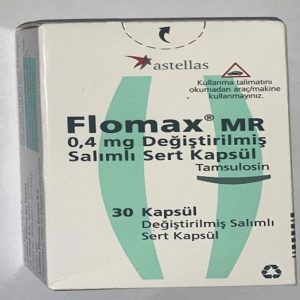 astellas
Kullanma talimatını
okumadan araç/makine
kullanmayınız.
Flomax® MR
0,4 mg Değiştirilmiş
Salımlı Sert Kapsül
Tamsulosin
30 Kapsül
Değiştirilmiş Salımlı
Sert Kapsül